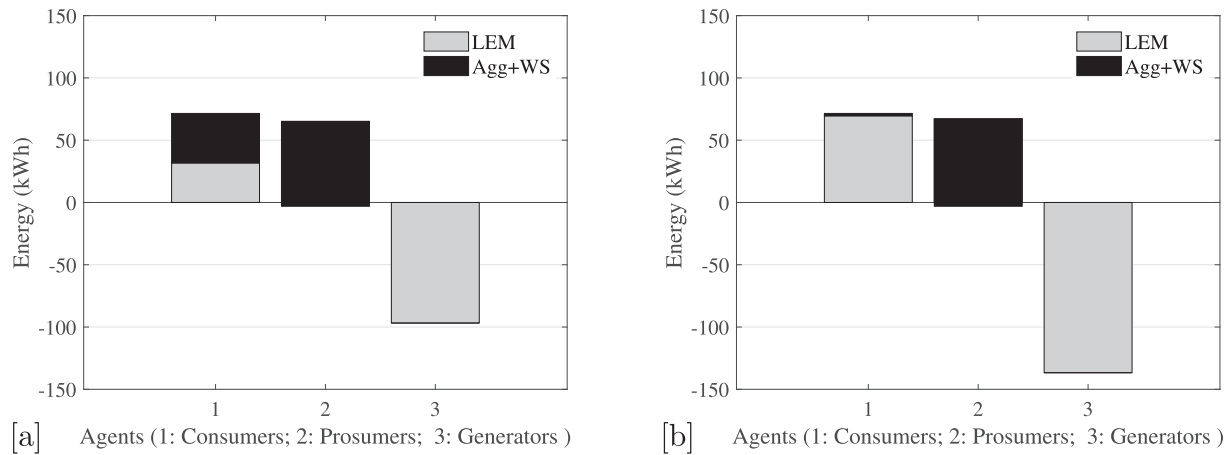 150
100
50
0
-50
-100
-150
Energy (kWh)
LEM
Agg+WS
1 2 3
[a] Agents (1: Consumers; 2: Prosumers; 3: Generators )
150
100
50
0
-50
-100
-150
Energy (kWh)
LEM
Agg+WS
1 2 3
[b] Agents (1: Consumers; 2: Prosumers; 3: Generators )